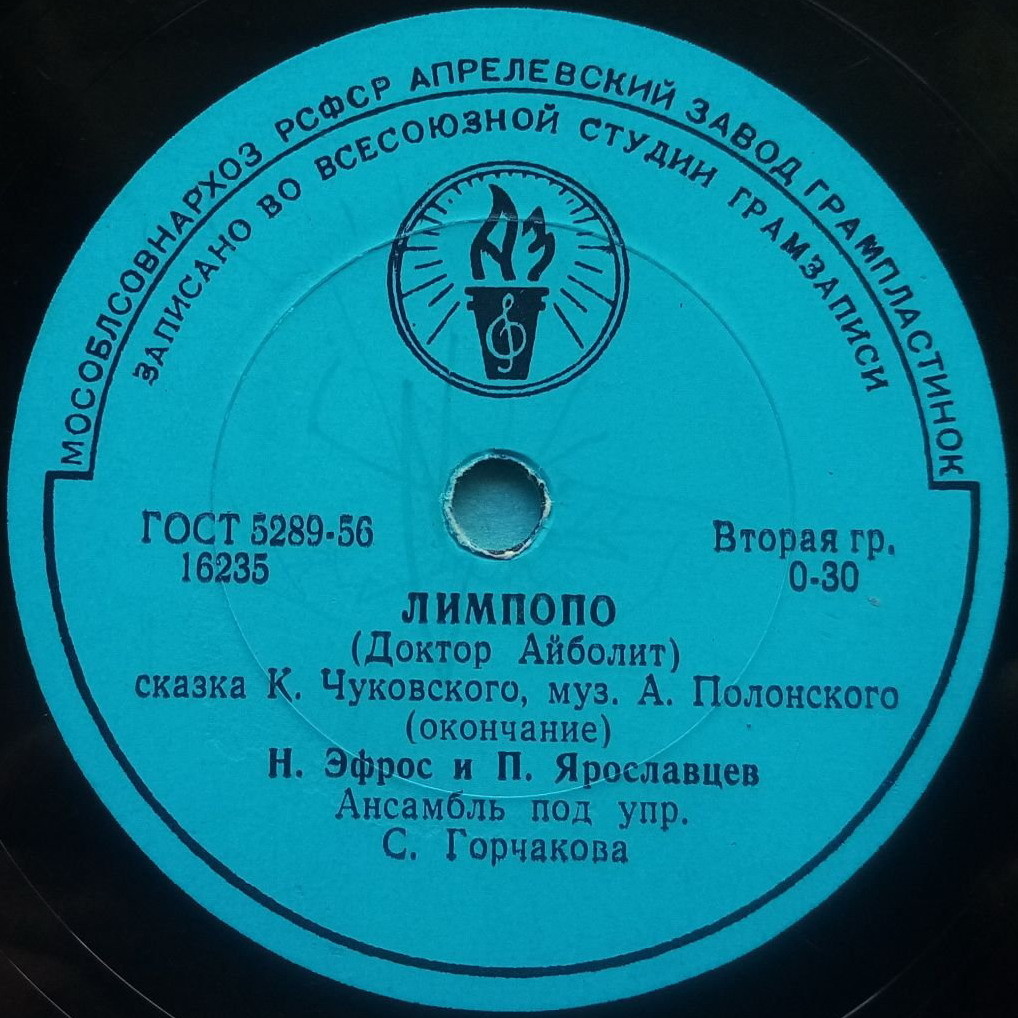 МОСОБЛСОВНАРХОЗ РСФСР АПРЕЛЕВСКИЙ ЗАВОД ГРАМПЛАСТИНОК
ЗАПИСАНО ВО ВСЕСОЮЗНОЙ СТУДИИ ГРАМЗАПИСИ
АЗ
ГОСТ 5289-56
16235
Вторая гр.
0-30
ЛИМПОПО
(Доктор Айболит)
сказка К. Чуковского, муз. А. Полонского
(окончание)
Н. Эфрос и П. Ярославцев
Ансамбль под упр.
С. Горчакова